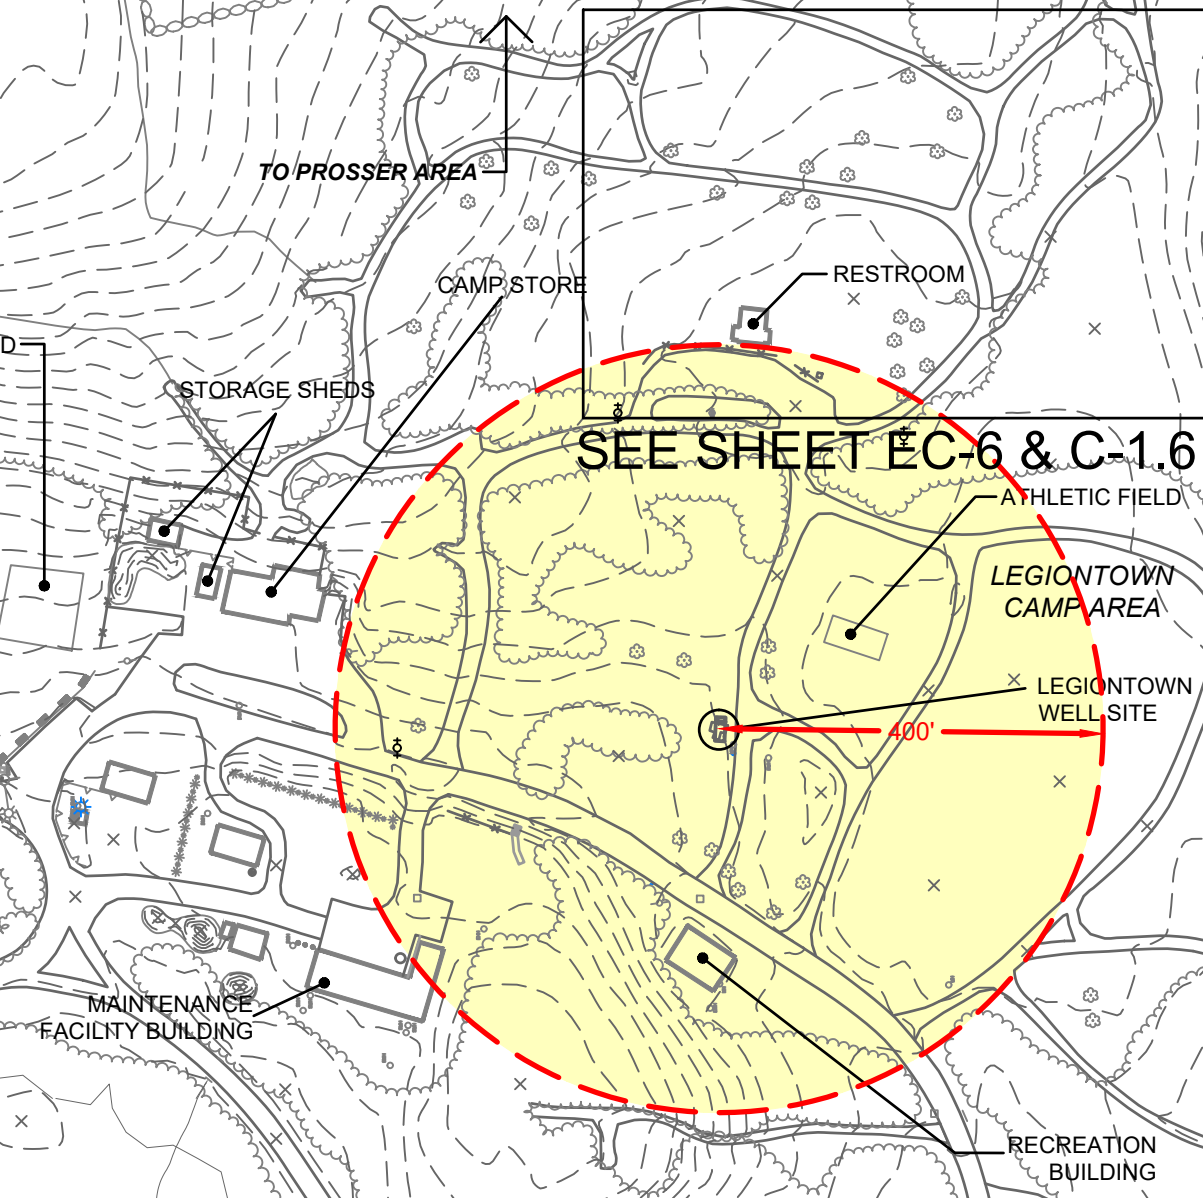 TO PROSSER AREA
RESTROOM
CAMP STORE
D
STORAGE SHEDS
SEE SHEET EC-6 & C-1.6
ATHLETIC FIELD
LEGIONTOWN
CAMP AREA
LEGIONTOWN
WELL SITE
400'
MAINTENANCE
FACILITY BUILDING
RECREATION
BUILDING